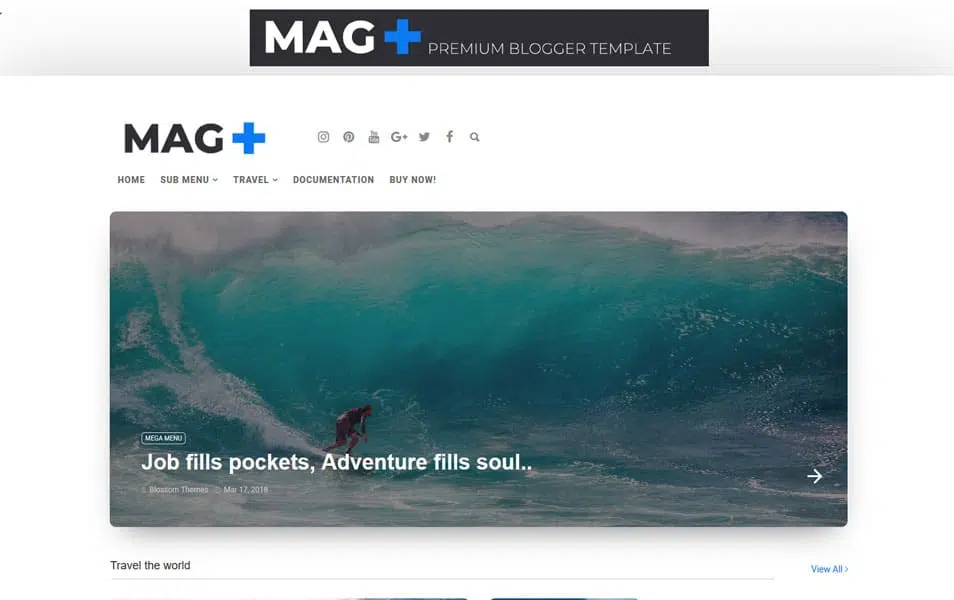 MAG+ PREMIUM BLOGGER TEMPLATE
MAG+
HOME SUB MENU TRAVEL DOCUMENTATION BUY NOW!
MEGA MENU
Job fills pockets, Adventure fills soul..
Blossom Themes Mar 17, 2018
Travel the world
View All